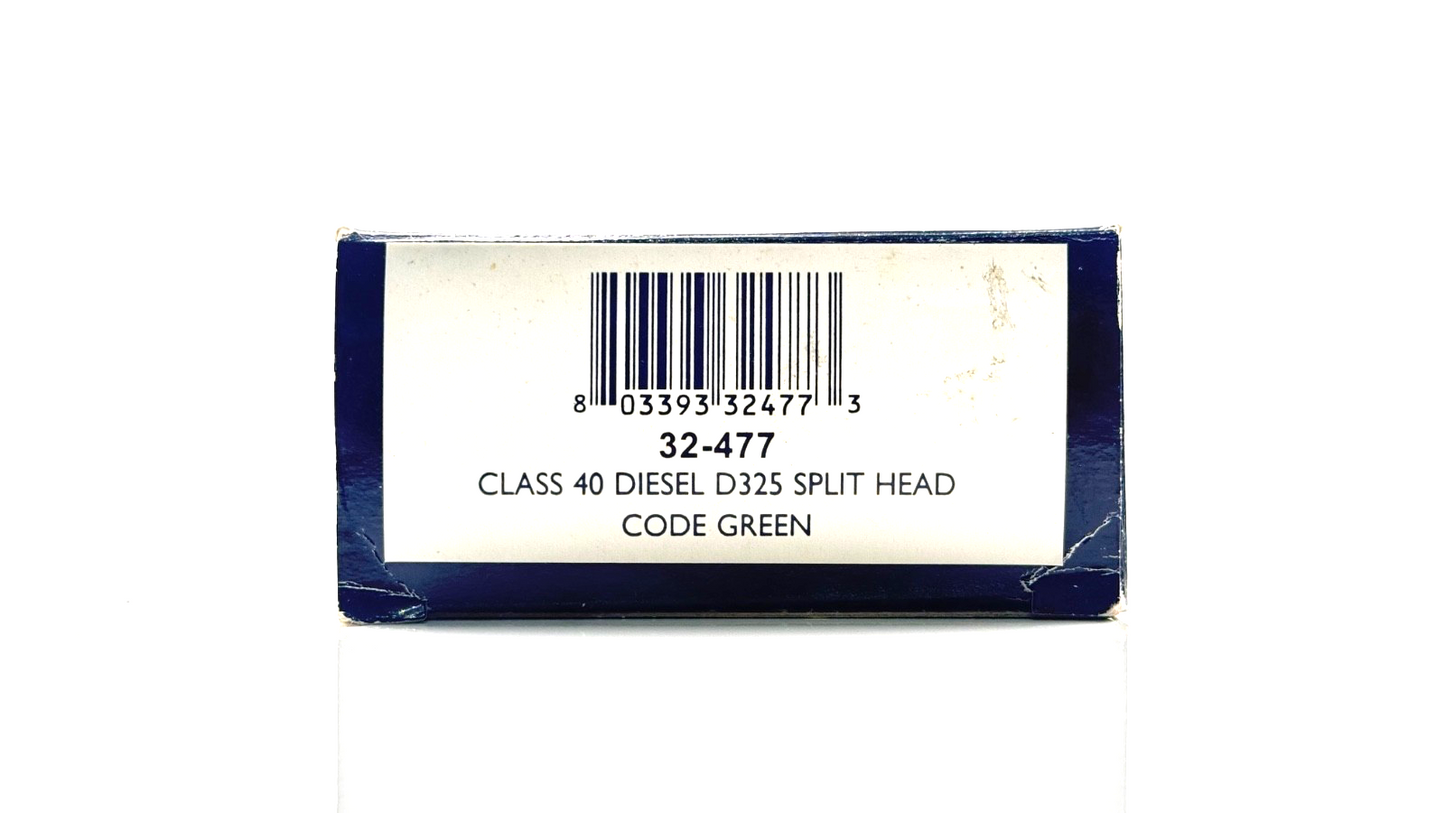 8 03393 32477 3
32-477
CLASS 40 DIESEL D325 SPLIT HEAD
CODE GREEN